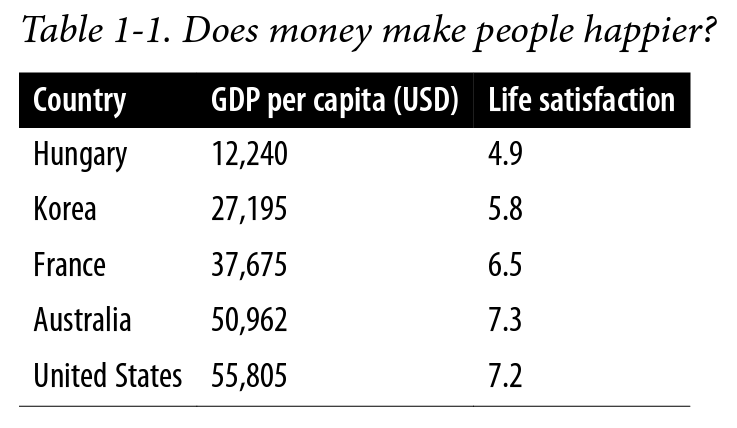 Table 1-1. Does money make people happier?
Country GDP per capita (USD) Life satisfaction
Hungary 12,240 4.9
Korea 27,195 5.8
France 37,675 6.5
Australia 50,962 7.3
United States 55,805 7.2